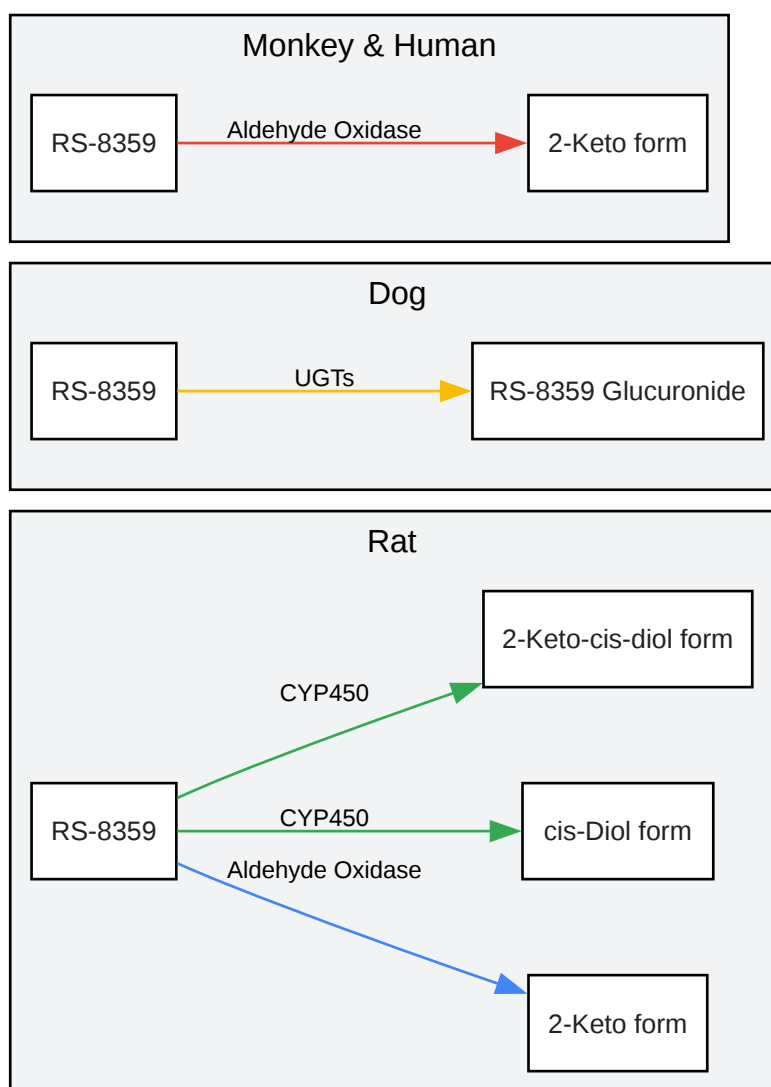 Monkey & Human
RS-8359
Aldehyde Oxidase
2-Keto form
Dog
RS-8359
UGTs
RS-8359 Glucuronide
Rat
2-Keto-cis-diol form
CYP450
RS-8359
CYP450
cis-Diol form
Aldehyde Oxidase
2-Keto form